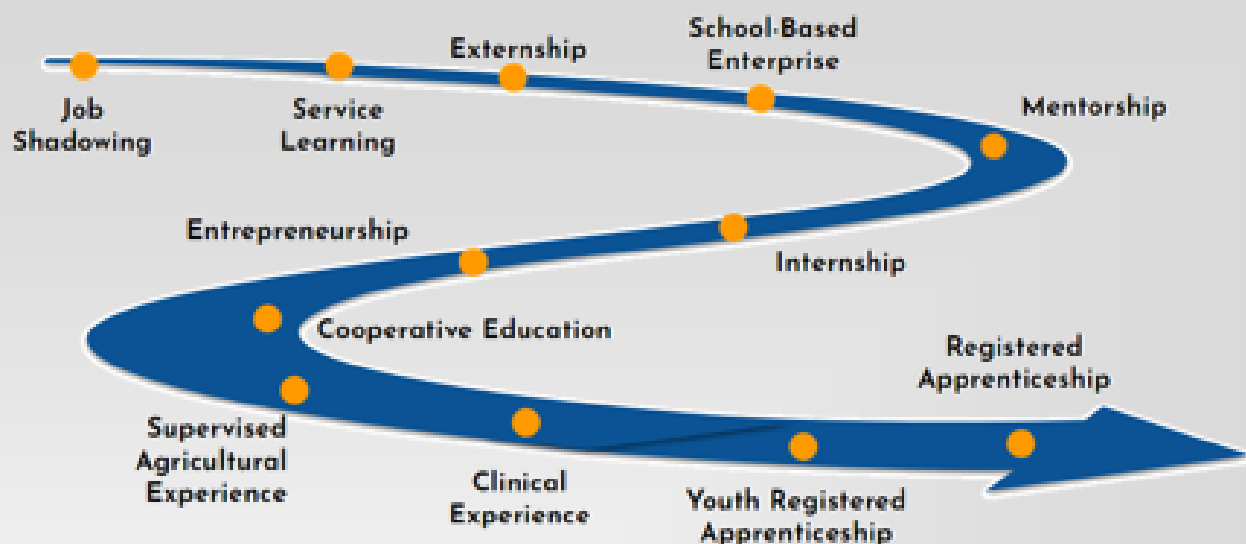 Job
Shadowing
Service
Learning
Externship
School-Based
Enterprise
Mentorship
Internship
Entrepreneurship
Cooperative Education
Supervised
Agricultural
Experience
Clinical
Experience
Youth Registered
Apprenticeship
Registered
Apprenticeship